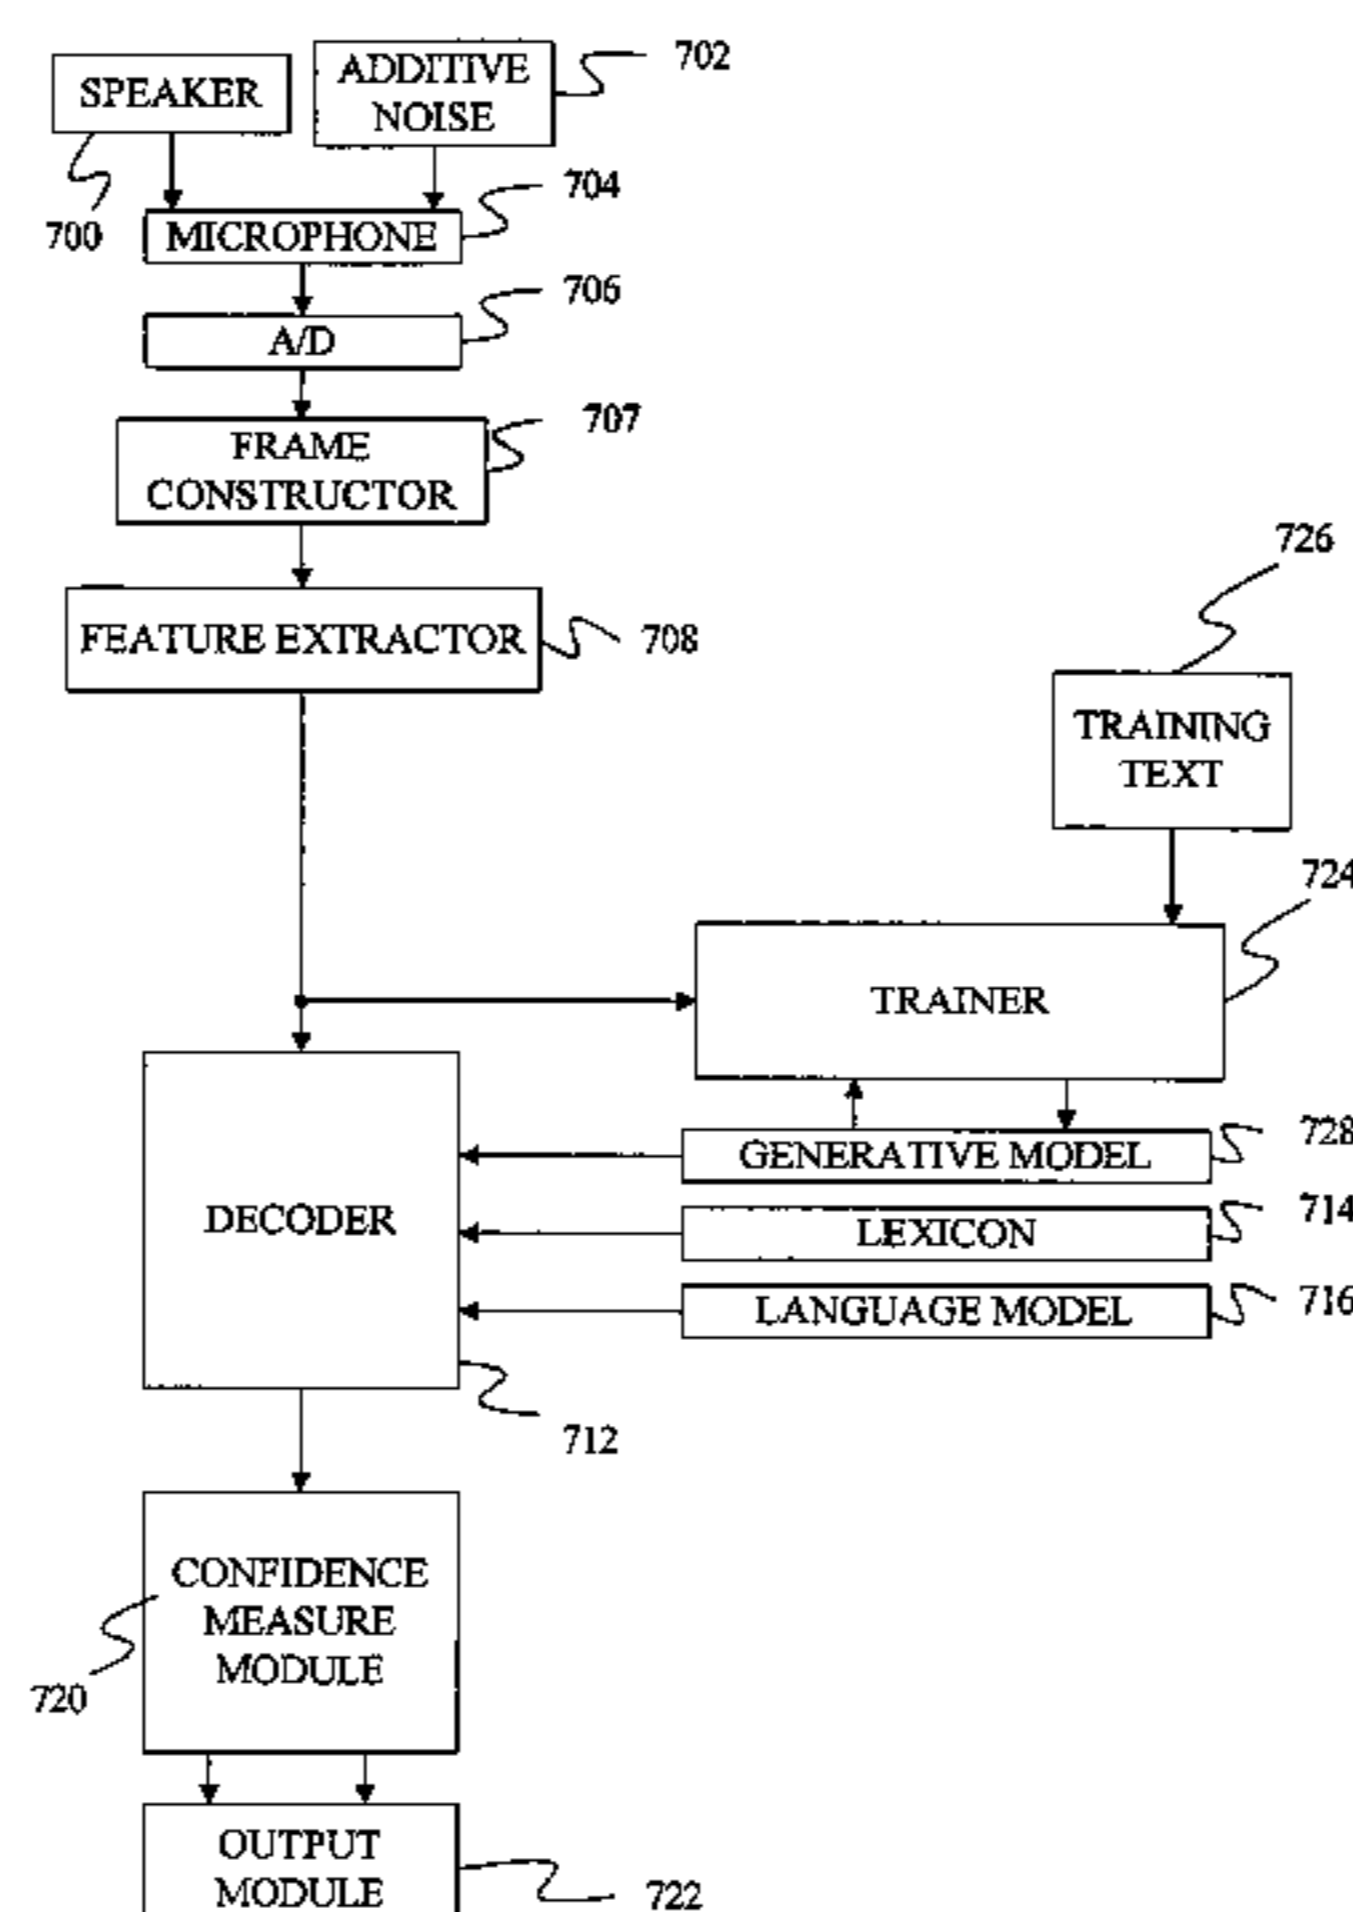 SPEAKER
ADDITIVE
NOISE
702
700
704
MICROPHONE
706
A/D
707
FRAME
CONSTRUCTOR
726
FEATURE EXTRACTOR
708
TRAINING
TEXT
724
TRAINER
728
GENERATIVE MODEL
714
DECODER
LEXICON
716
LANGUAGE MODEL
712
CONFIDENCE
MEASURE
MODULE
720
OUTPUT
MODULE
722